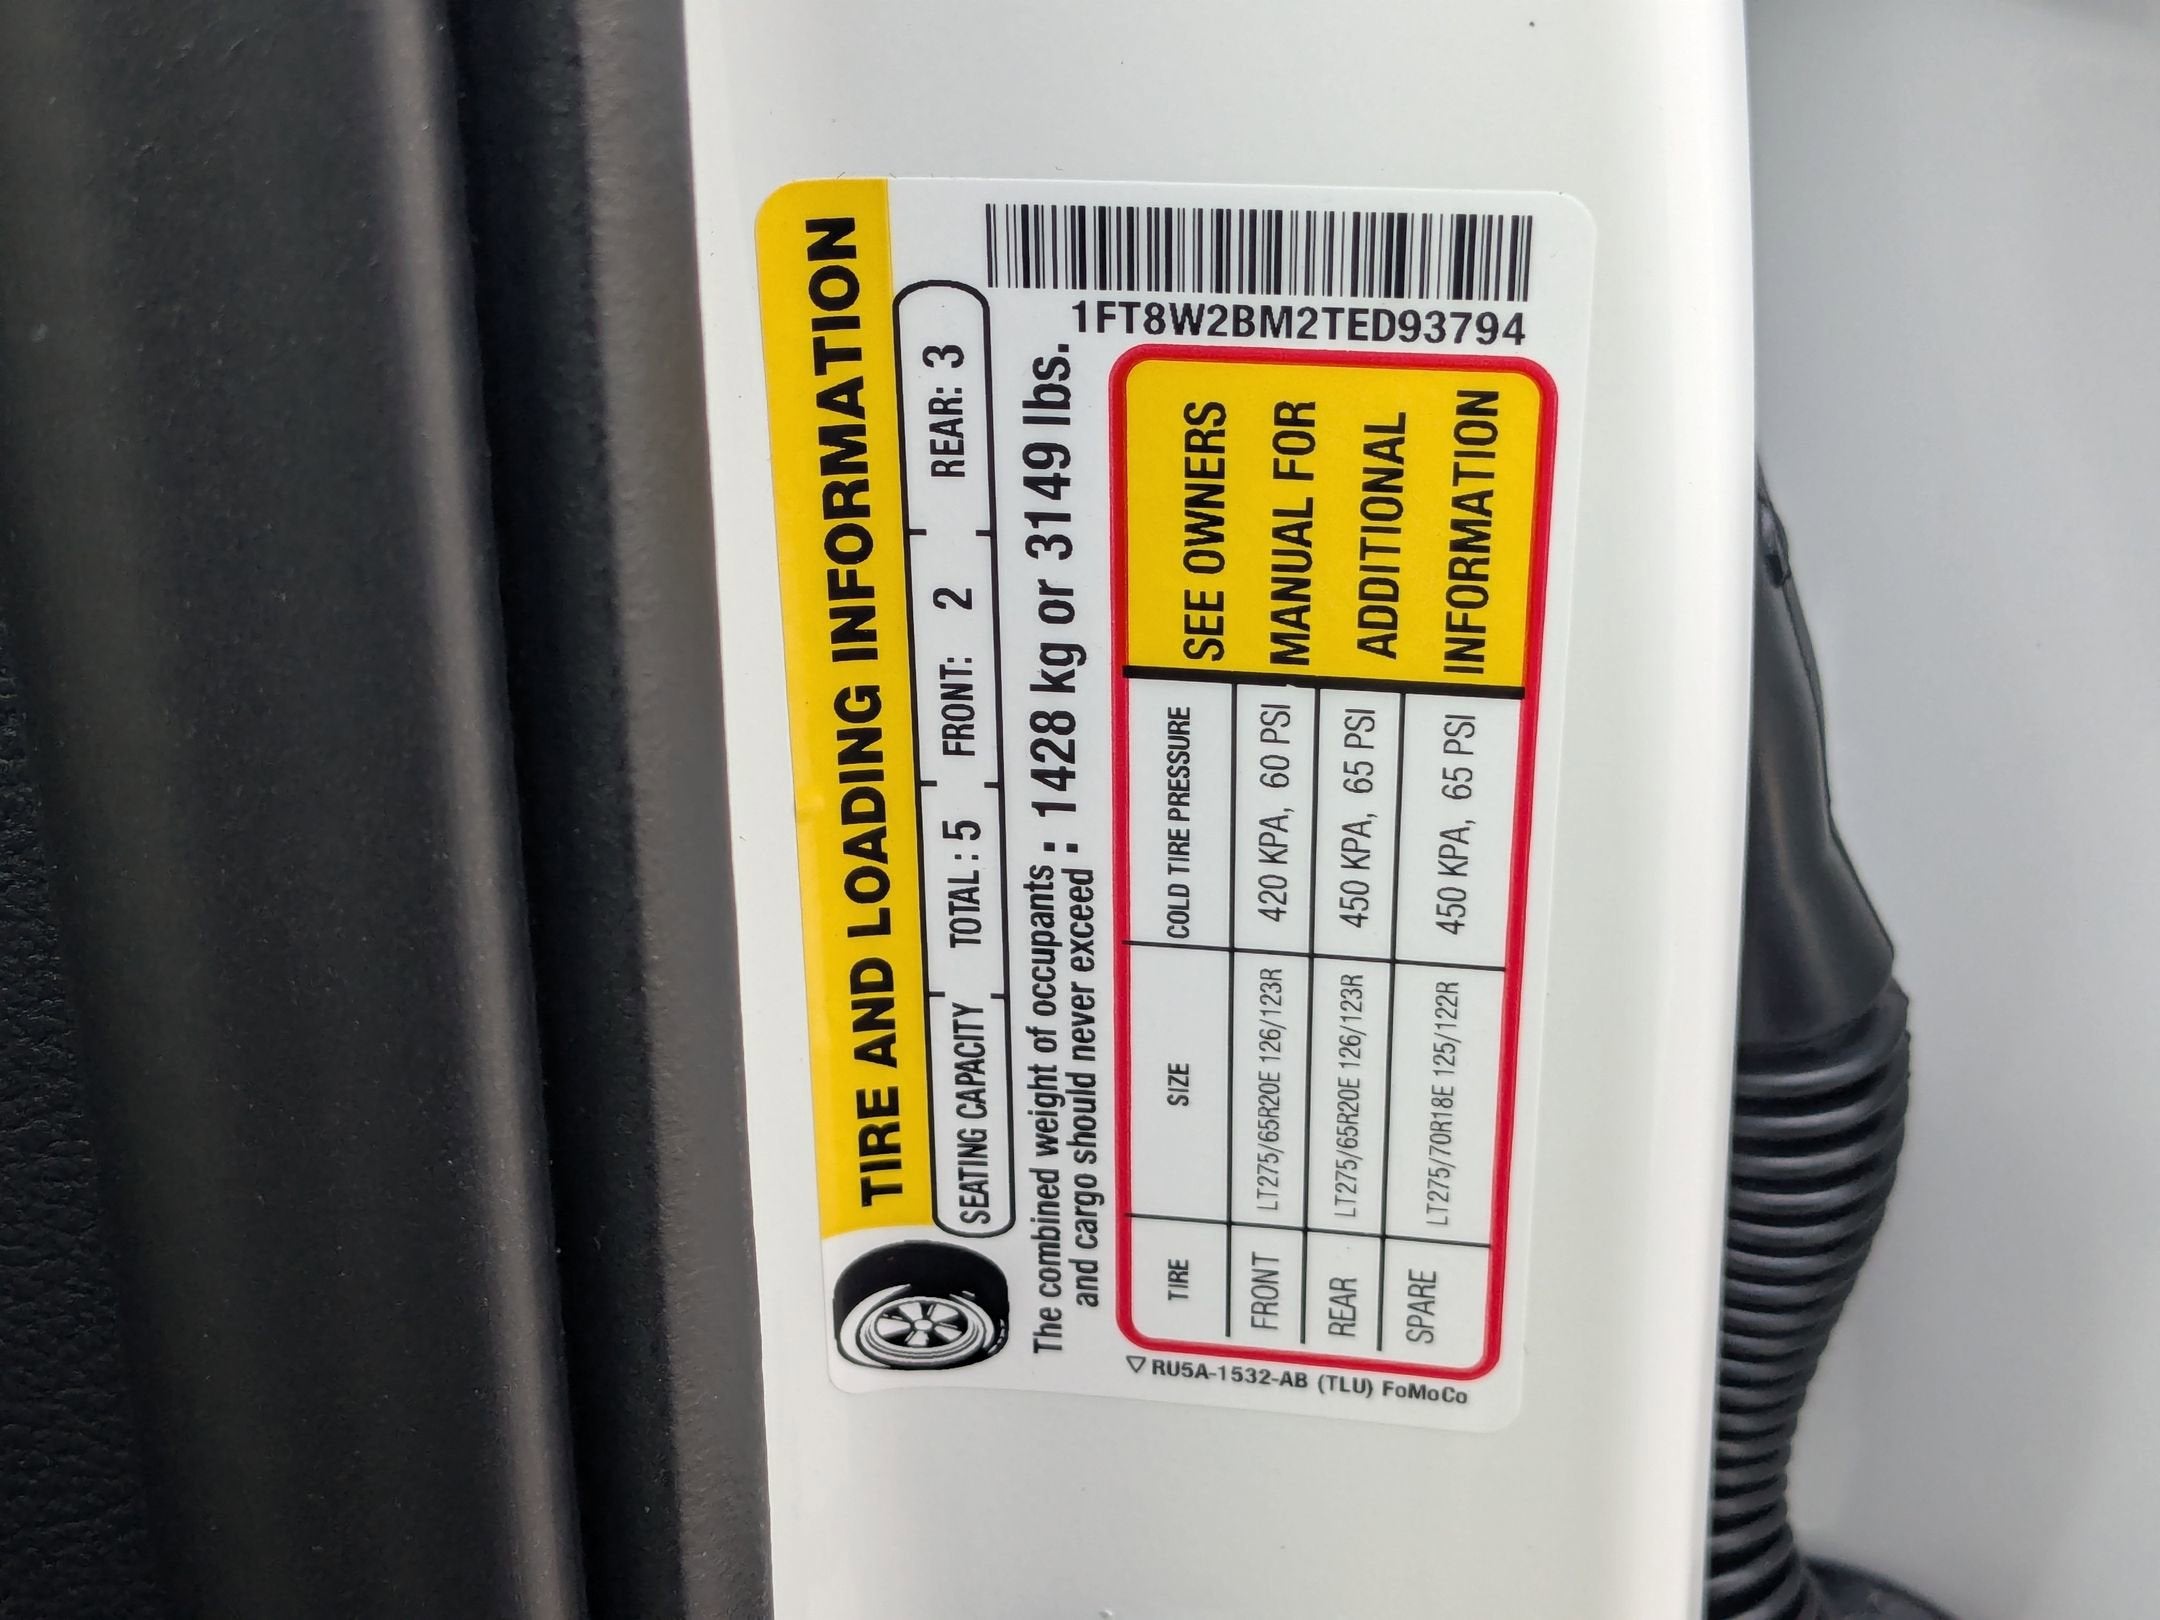 TIRE AND LOADING INFORMATION
SEATING CAPACITY TOTAL : 5 FRONT: 2 REAR: 3
The combined weight of occupants : 1428 kg or 3149 lbs.
and cargo should never exceed :
1FT8W2BM2TED93794
TIRE SIZE COLD TIRE PRESSURE
FRONT LT275/65R20E 126/123R 420 KPA, 60 PSI
REAR LT275/65R20E 126/123R 450 KPA, 65 PSI
SPARE LT275/70R18E 125/122R 450 KPA, 65 PSI
SEE OWNERS
MANUAL FOR
ADDITIONAL
INFORMATION
RU5A-1532-AB (TLU) FoMoCo